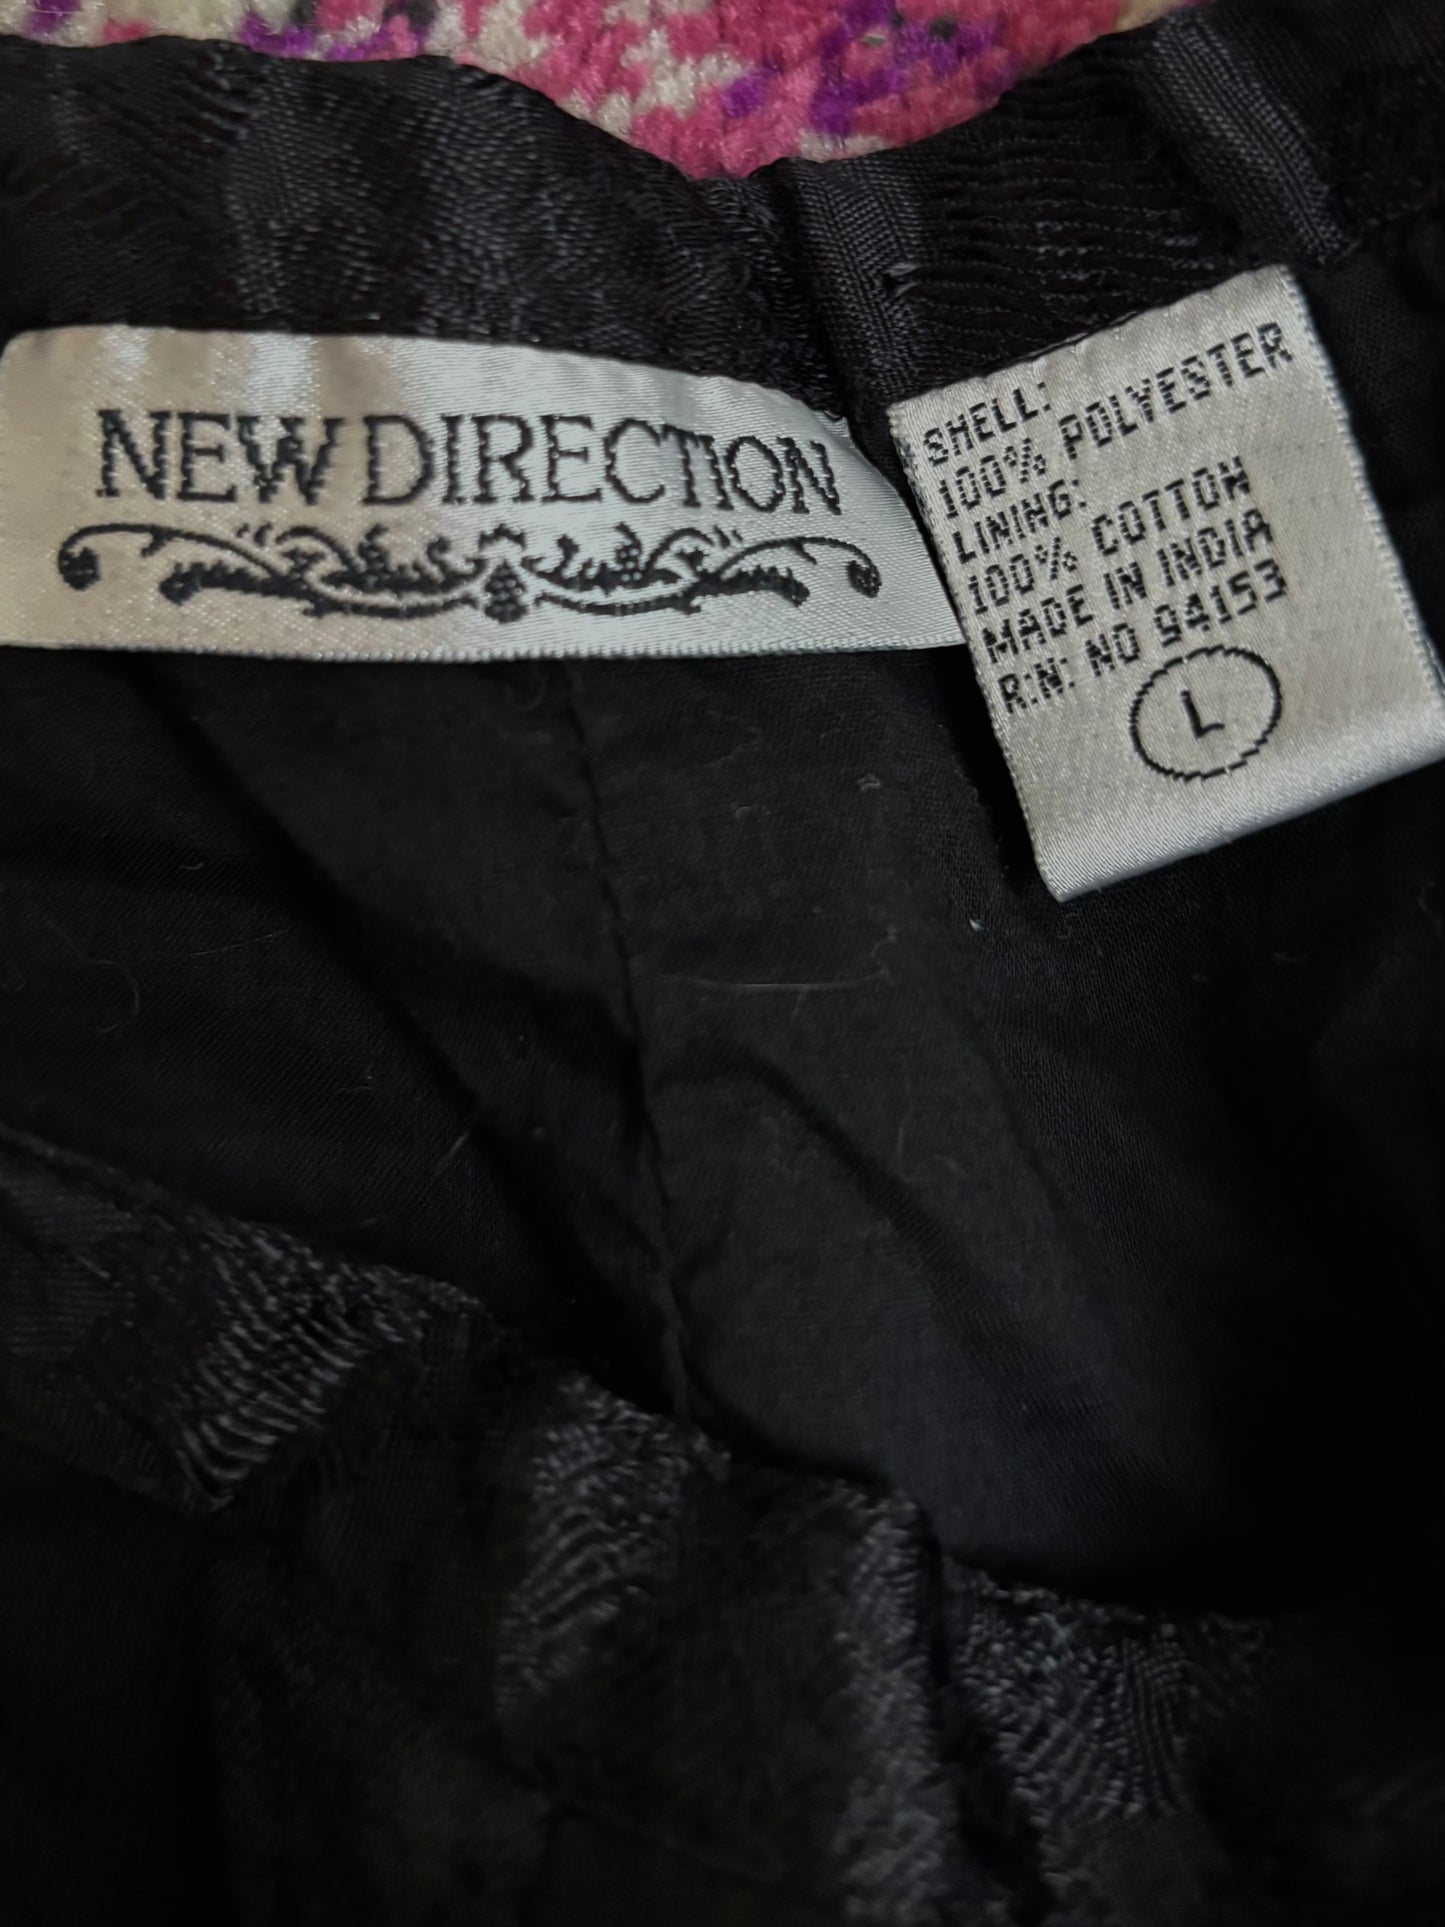 NEW DIRECTION
SHELL:
100% POLYESTER
LINING:
100% COTTON
MADE IN INDIA
R:N: NO 94153
L